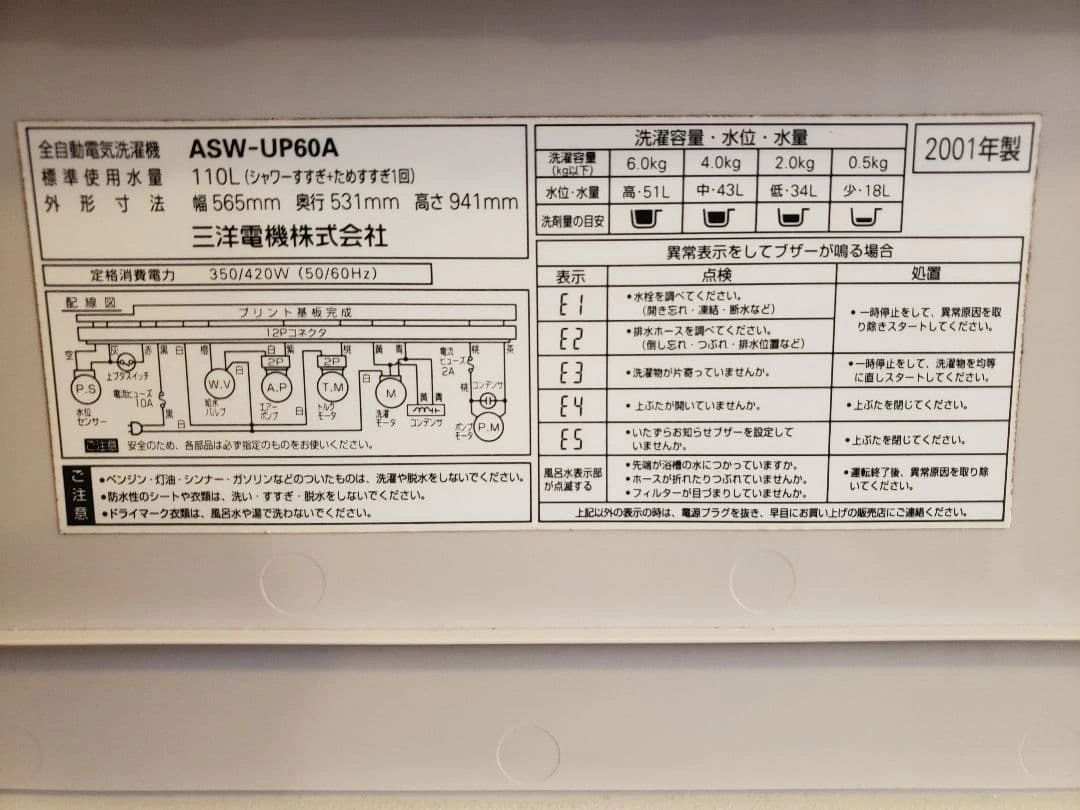 全自動電気洗濯機 ASW-UP60A
標準使用水量 110L(シャワーすすぎ+ためすすぎ1回)
外形寸法 幅565mm 奥行531mm 高さ941mm
三洋電機株式会社
定格消費電力 350/420W(50/60Hz)
配線図
プリント基板完成
12Pコネクタ
空 灰 赤 黒 白 橙 白 紫 桃 黄 青 電流ヒューズ2A 桃 茶
上フタスイッチ
電流ヒューズ10A
P.S
水位センサー
黒
白
W.V
給水バルブ
白
2P
A.P
エアーポンプ
白
2P
T.M
トルクモータ
白
M
洗濯モータ
黄 青
コンデンサ
桃
コンデンサ
P.M
ポンプモータ
ご注意 安全のため、各部品は必ず指定のものをお使いください。
ご注意
•ベンジン・灯油・シンナー・ガソリンなどのついたものは、洗濯や脱水をしないでください。
•防水性のシートや衣類は、洗い・すすぎ・脱水をしないでください。
•ドライマーク衣類は、風呂水や湯で洗わないでください。
洗濯容量・水位・水量
洗濯容量(kg以下) 6.0kg 4.0kg 2.0kg 0.5kg
水位・水量 高・51L 中・43L 低・34L 少・18L
洗剤量の目安
2001年製
異常表示をしてブザーが鳴る場合
表示 点検 処置
E1 •水栓を調べてください。
(開き忘れ・凍結・断水など)
E2 •排水ホースを調べてください。
(倒し忘れ・つぶれ・排水位置など)
•一時停止をして、異常原因を取
り除きスタートしてください。
E3 •洗濯物が片寄っていませんか。
•一時停止をして、洗濯物を均等
に直しスタートしてください。
E4 •上ぶたが開いていませんか。 •上ぶたを閉じてください。
E5 •いたずらお知らせブザーを設定して
いませんか。
•上ぶたを閉じてください。
風呂水表示部
が点滅する
•先端が浴槽の水につかっていますか。
•ホースが折れたりつぶれていませんか。
•フィルターが目づまりしていませんか。
•運転終了後、異常原因を取り除
いてください。
上記以外の表示の時は、電源プラグを抜き、早目にお買い上げの販売店にご連絡ください。